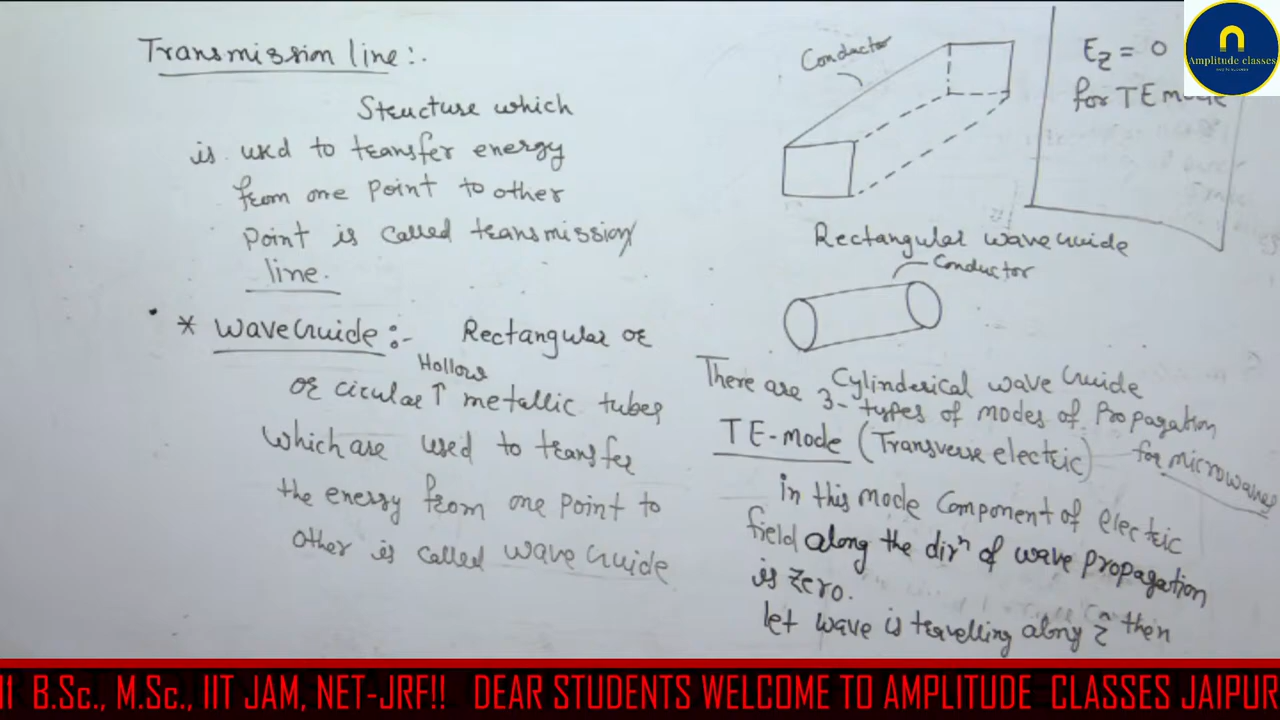 Transmission line:.
Structure which
is used to transfer energy
from one point to other
point is called transmission
line.
* Wave Guide :- Rectangular or
Hollow
or circular ↑ metallic tubes
which are used to transfer
the energy from one point to
other is called wave Guide
Conductor
Rectangular wave Guide
Conductor
Cylinderical wave Guide
There are 3-types of modes of Propagation
for microwaves
TE-mode (Transverse electric)
in this mode Component of electric
field along the dirⁿ of wave propagation
is zero.
let wave is travelling along ẑ then
E_z = 0
for TE mode
Amplitude classes
B.Sc., M.Sc., IIT JAM, NET-JRF!! DEAR STUDENTS WELCOME TO AMPLITUDE CLASSES JAIPUR